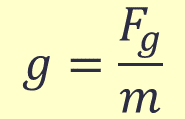 g = F_g / m